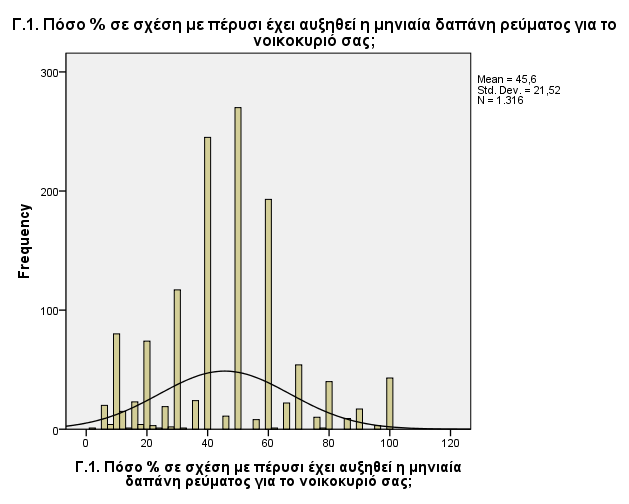 Γ.1. Πόσο % σε σχέση με πέρυσι έχει αυξηθεί η μηνιαία δαπάνη ρεύματος για το
νοικοκυριό σας;
Mean = 45,6
Std. Dev. = 21,52
N = 1.316
300
200
100
0
Frequency
0 20 40 60 80 100 120
Γ.1. Πόσο % σε σχέση με πέρυσι έχει αυξηθεί η μηνιαία
δαπάνη ρεύματος για το νοικοκυριό σας;